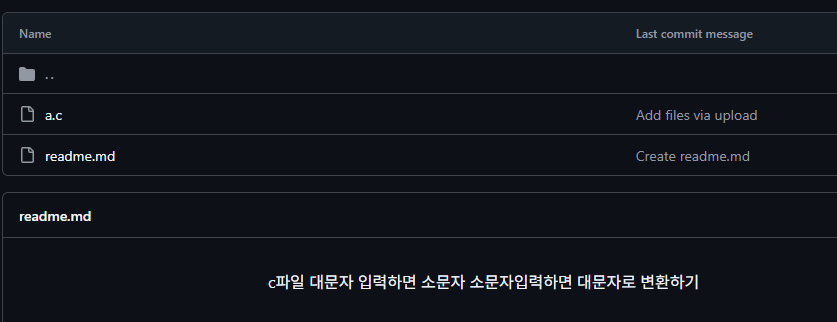 Name Last commit message
..
a.c Add files via upload
readme.md Create readme.md
readme.md
c파일 대문자 입력하면 소문자 소문자입력하면 대문자로 변환하기